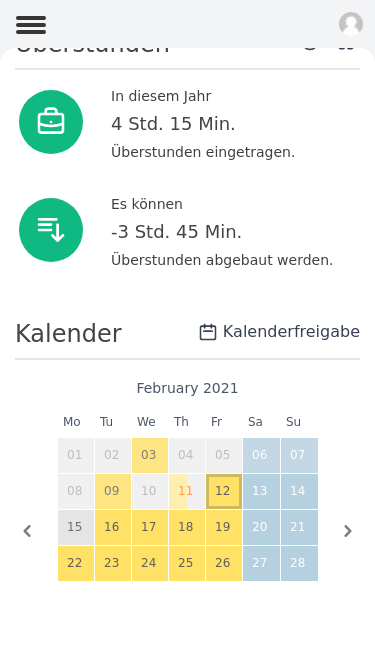 Überstunden
In diesem Jahr
4 Std. 15 Min.
Überstunden eingetragen.
Es können
-3 Std. 45 Min.
Überstunden abgebaut werden.
Kalender
Kalenderfreigabe
February 2021
Mo Tu We Th Fr Sa Su
01 02 03 04 05 06 07
08 09 10 11 12 13 14
15 16 17 18 19 20 21
22 23 24 25 26 27 28